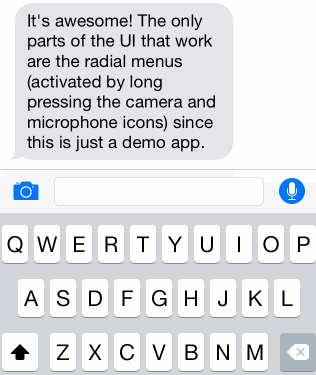 It's awesome! The only
parts of the UI that work
are the radial menus
(activated by long
pressing the camera and
microphone icons) since
this is just a demo app.
Q W E R T Y U I O P
A S D F G H J K L
Z X C V B N M